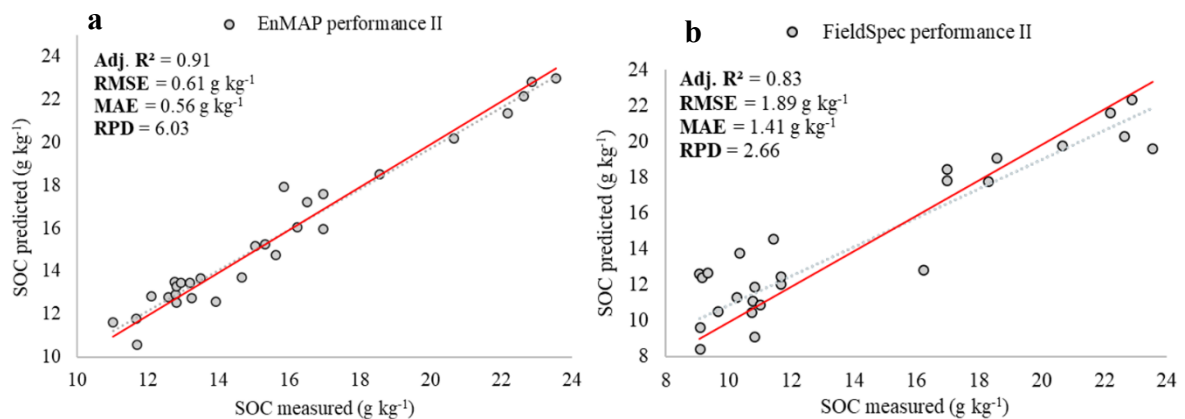 a
EnMAP performance II
Adj. R² = 0.91
RMSE = 0.61 g kg⁻¹
MAE = 0.56 g kg⁻¹
RPD = 6.03
SOC predicted (g kg⁻¹)
24
22
20
18
16
14
12
10
10 12 14 16 18 20 22 24
SOC measured (g kg⁻¹)
b
FieldSpec performance II
Adj. R² = 0.83
RMSE = 1.89 g kg⁻¹
MAE = 1.41 g kg⁻¹
RPD = 2.66
SOC predicted (g kg⁻¹)
24
22
20
18
16
14
12
10
8
8 10 12 14 16 18 20 22 24
SOC measured (g kg⁻¹)